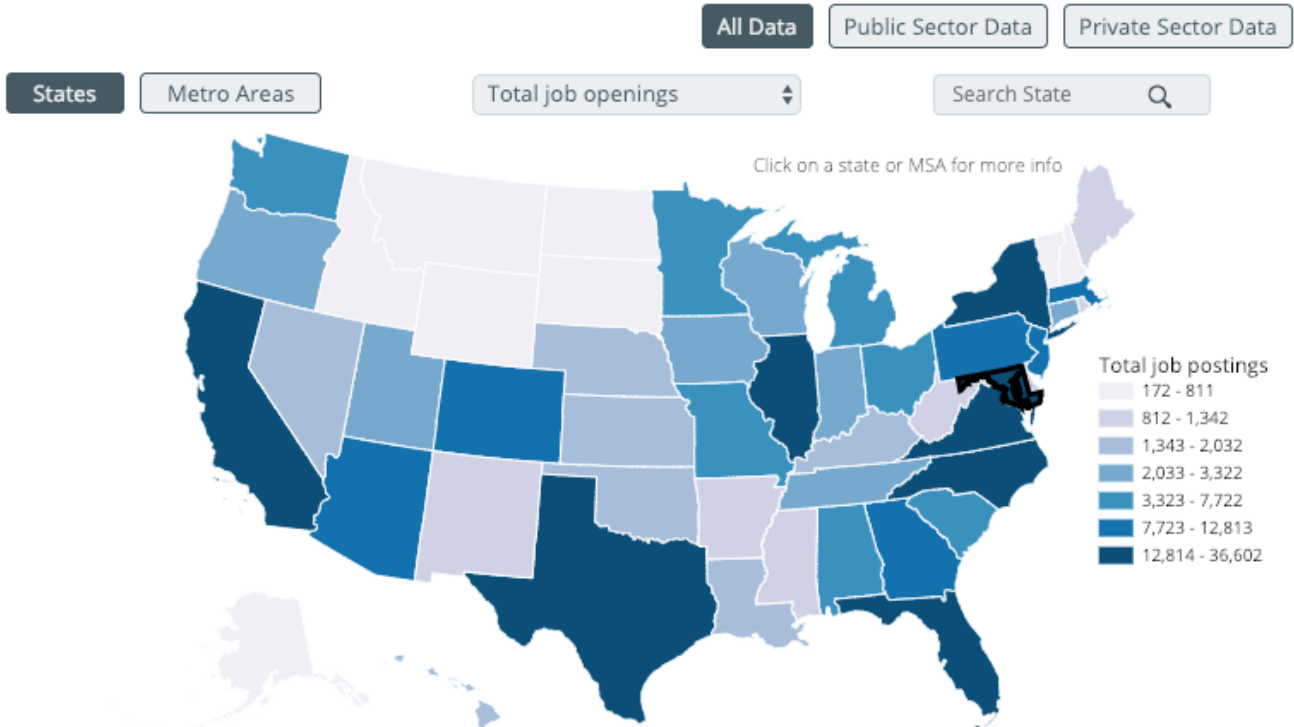 All Data Public Sector Data Private Sector Data
States Metro Areas Total job openings Search State
Click on a state or MSA for more info
Total job postings
172 - 811
812 - 1,342
1,343 - 2,032
2,033 - 3,322
3,323 - 7,722
7,723 - 12,813
12,814 - 36,602